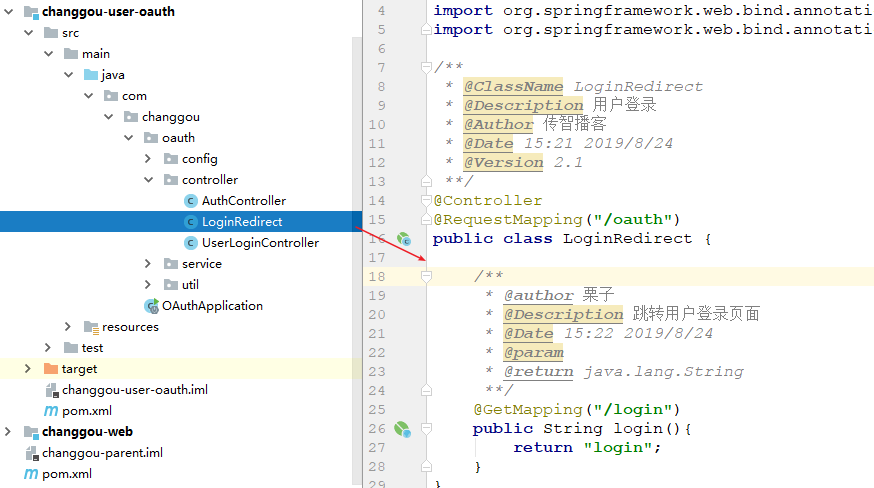 changgou-user-oauth
src
main
java
com
changgou
oauth
config
controller
AuthController
LoginRedirect
UserLoginController
service
util
OAuthApplication
resources
test
target
changgou-user-oauth.iml
pom.xml
changgou-web
changgou-parent.iml
pom.xml
4 import org.springframework.web.bind.annotati
5 import org.springframework.web.bind.annotati
6
7 /**
8 * @ClassName LoginRedirect
9 * @Description 用户登录
10 * @Author 传智播客
11 * @Date 15:21 2019/8/24
12 * @Version 2.1
13 **/
14 @Controller
15 @RequestMapping("/oauth")
16 public class LoginRedirect {
17
18 /**
19 * @author 栗子
20 * @Description 跳转用户登录页面
21 * @Date 15:22 2019/8/24
22 * @param
23 * @return java.lang.String
24 **/
25 @GetMapping("/login")
26 public String login(){
27 return "login";
28 }
29 }